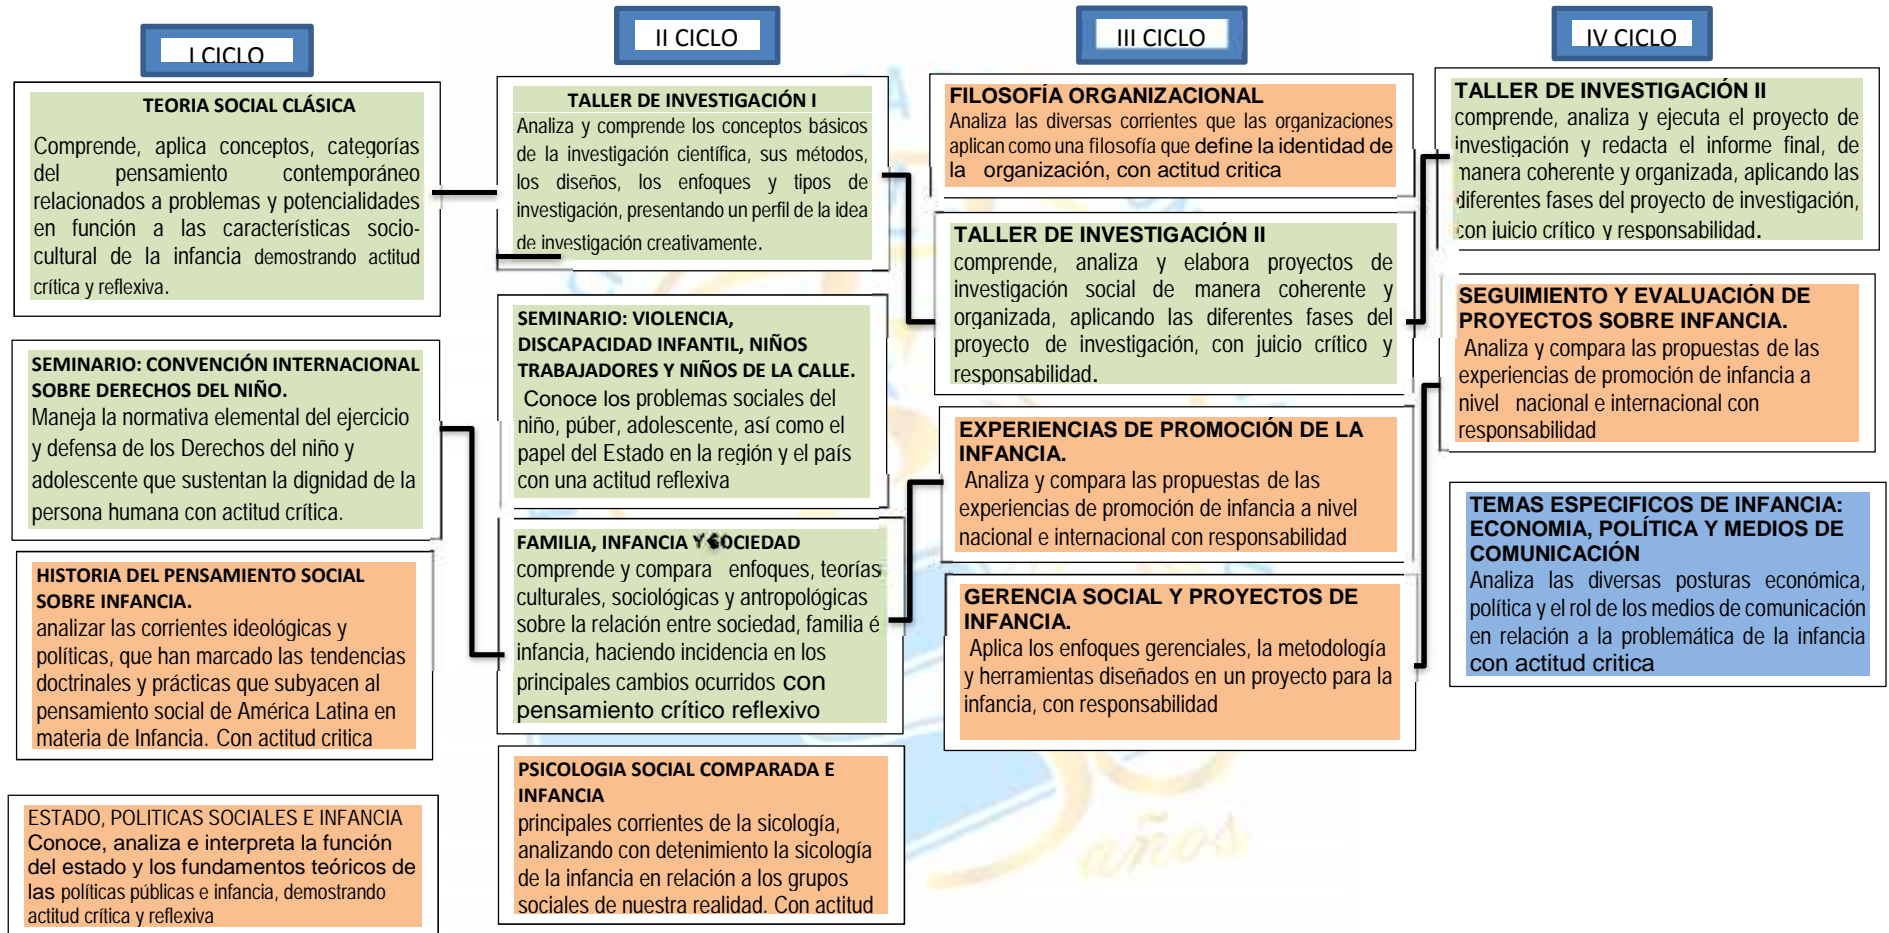 I CICLO
TEORIA SOCIAL CLÁSICA
Comprende, aplica conceptos, categorías
del pensamiento contemporáneo
relacionados a problemas y potencialidades
en función a las características socio-
cultural de la infancia demostrando actitud
crítica y reflexiva.
SEMINARIO: CONVENCIÓN INTERNACIONAL
SOBRE DERECHOS DEL NIÑO.
Maneja la normativa elemental del ejercicio
y defensa de los Derechos del niño y
adolescente que sustentan la dignidad de la
persona humana con actitud crítica.
HISTORIA DEL PENSAMIENTO SOCIAL
SOBRE INFANCIA.
analizar las corrientes ideológicas y
políticas, que han marcado las tendencias
doctrinales y prácticas que subyacen al
pensamiento social de América Latina en
materia de Infancia. Con actitud critica
ESTADO, POLITICAS SOCIALES E INFANCIA
Conoce, analiza e interpreta la función
del estado y los fundamentos teóricos de
las políticas públicas e infancia, demostrando
actitud crítica y reflexiva
II CICLO
TALLER DE INVESTIGACIÓN I
Analiza y comprende los conceptos básicos
de la investigación científica, sus métodos,
los diseños, los enfoques y tipos de
investigación, presentando un perfil de la idea
de investigación creativamente.
SEMINARIO: VIOLENCIA,
DISCAPACIDAD INFANTIL, NIÑOS
TRABAJADORES Y NIÑOS DE LA CALLE.
Conoce los problemas sociales del
niño, púber, adolescente, así como el
papel del Estado en la región y el país
con una actitud reflexiva
FAMILIA, INFANCIA Y SOCIEDAD
comprende y compara enfoques, teorías
culturales, sociológicas y antropológicas
sobre la relación entre sociedad, familia é
infancia, haciendo incidencia en los
principales cambios ocurridos con
pensamiento crítico reflexivo
PSICOLOGIA SOCIAL COMPARADA E
INFANCIA
principales corrientes de la sicología,
analizando con detenimiento la sicología
de la infancia en relación a los grupos
sociales de nuestra realidad. Con actitud
III CICLO
FILOSOFÍA ORGANIZACIONAL
Analiza las diversas corrientes que las organizaciones
aplican como una filosofía que define la identidad de
la organización, con actitud critica
TALLER DE INVESTIGACIÓN II
comprende, analiza y elabora proyectos de
investigación social de manera coherente y
organizada, aplicando las diferentes fases del
proyecto de investigación, con juicio crítico y
responsabilidad.
EXPERIENCIAS DE PROMOCIÓN DE LA
INFANCIA.
Analiza y compara las propuestas de las
experiencias de promoción de infancia a nivel
nacional e internacional con responsabilidad
GERENCIA SOCIAL Y PROYECTOS DE
INFANCIA.
Aplica los enfoques gerenciales, la metodología
y herramientas diseñados en un proyecto para la
infancia, con responsabilidad
años
IV CICLO
TALLER DE INVESTIGACIÓN II
comprende, analiza y ejecuta el proyecto de
investigación y redacta el informe final, de
manera coherente y organizada, aplicando las
diferentes fases del proyecto de investigación,
con juicio crítico y responsabilidad.
SEGUIMIENTO Y EVALUACIÓN DE
PROYECTOS SOBRE INFANCIA.
Analiza y compara las propuestas de las
experiencias de promoción de infancia a
nivel nacional e internacional con
responsabilidad
TEMAS ESPECIFICOS DE INFANCIA:
ECONOMIA, POLÍTICA Y MEDIOS DE
COMUNICACIÓN
Analiza las diversas posturas económica,
política y el rol de los medios de comunicación
en relación a la problemática de la infancia
con actitud critica